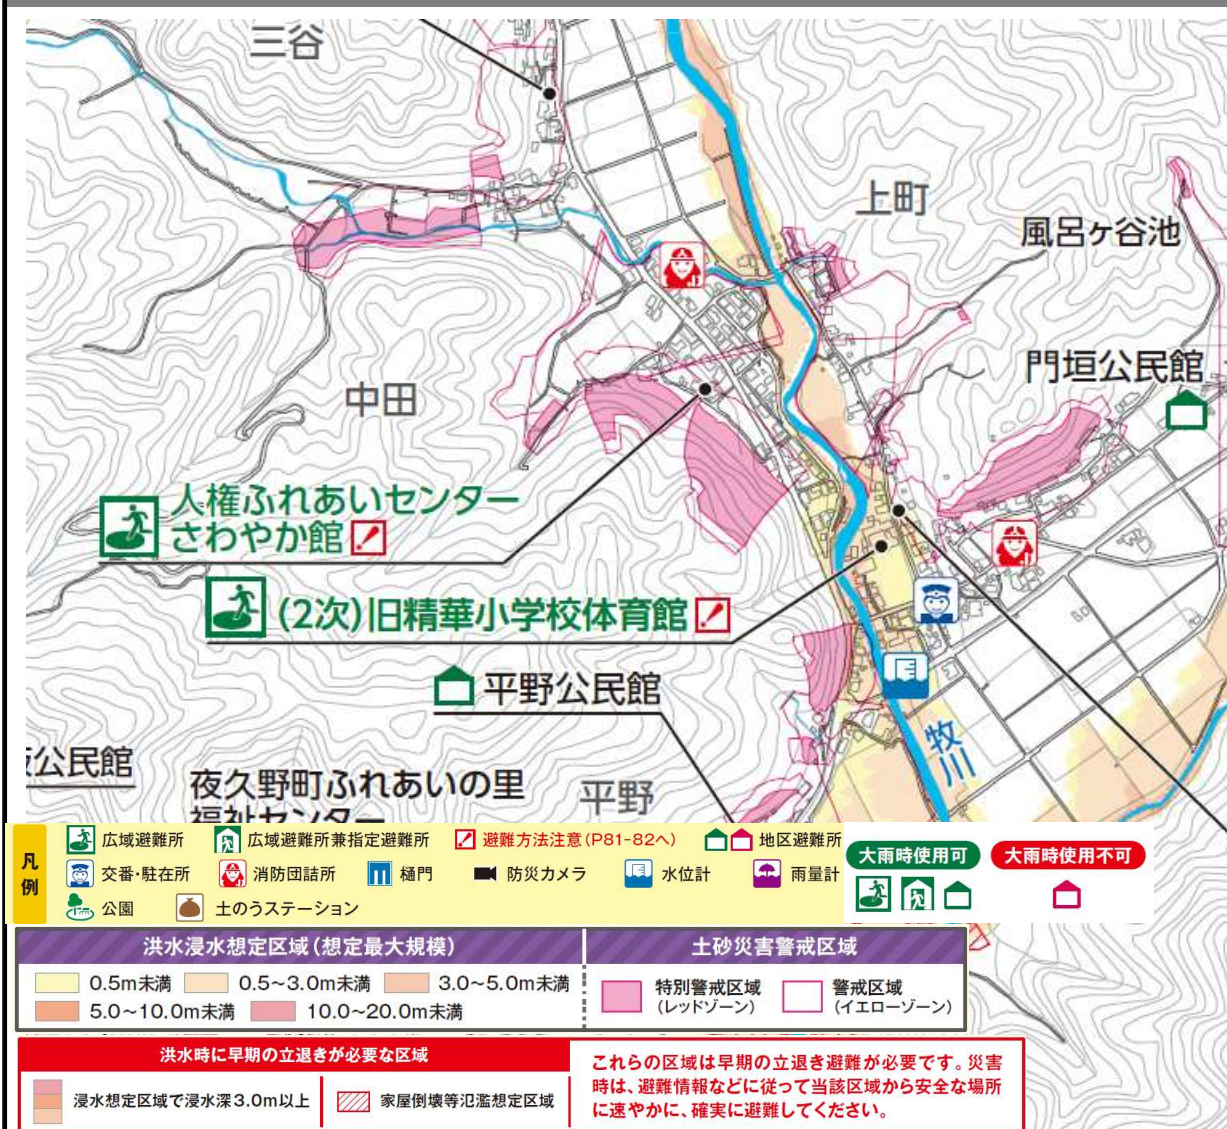 三谷
上町
風呂ヶ谷池
門垣公民館
中田
人権ふれあいセンター
さわやか館
(2次)旧精華小学校体育館
平野公民館
牧川
公民館
夜久野町ふれあいの里
福祉センター
平野
凡例
広域避難所
広域避難所兼指定避難所
避難方法注意(P81-82へ)
地区避難所
交番・駐在所
消防団詰所
樋門
防災カメラ
水位計
雨量計
公園
土のうステーション
大雨時使用可
大雨時使用不可
洪水浸水想定区域(想定最大規模)
0.5m未満
0.5~3.0m未満
3.0~5.0m未満
5.0~10.0m未満
10.0~20.0m未満
土砂災害警戒区域
特別警戒区域
(レッドゾーン)
警戒区域
(イエローゾーン)
洪水時に早期の立退きが必要な区域
浸水想定区域で浸水深3.0m以上
家屋倒壊等氾濫想定区域
これらの区域は早期の立退き避難が必要です。災害
時は、避難情報などに従って当該区域から安全な場所
に速やかに、確実に避難してください。